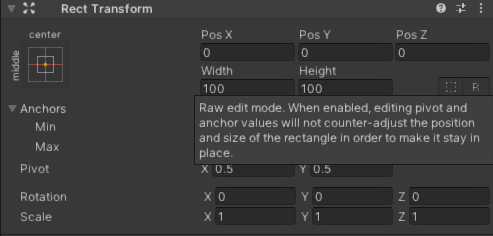 Rect Transform
center
middle
Pos X Pos Y Pos Z
0 0 0
Width Height
100 100
R
Anchors
Min
Max
Raw edit mode. When enabled, editing pivot and
anchor values will not counter-adjust the position
and size of the rectangle in order to make it stay in
place.
Pivot X 0.5 Y 0.5
Rotation X 0 Y 0 Z 0
Scale X 1 Y 1 Z 1